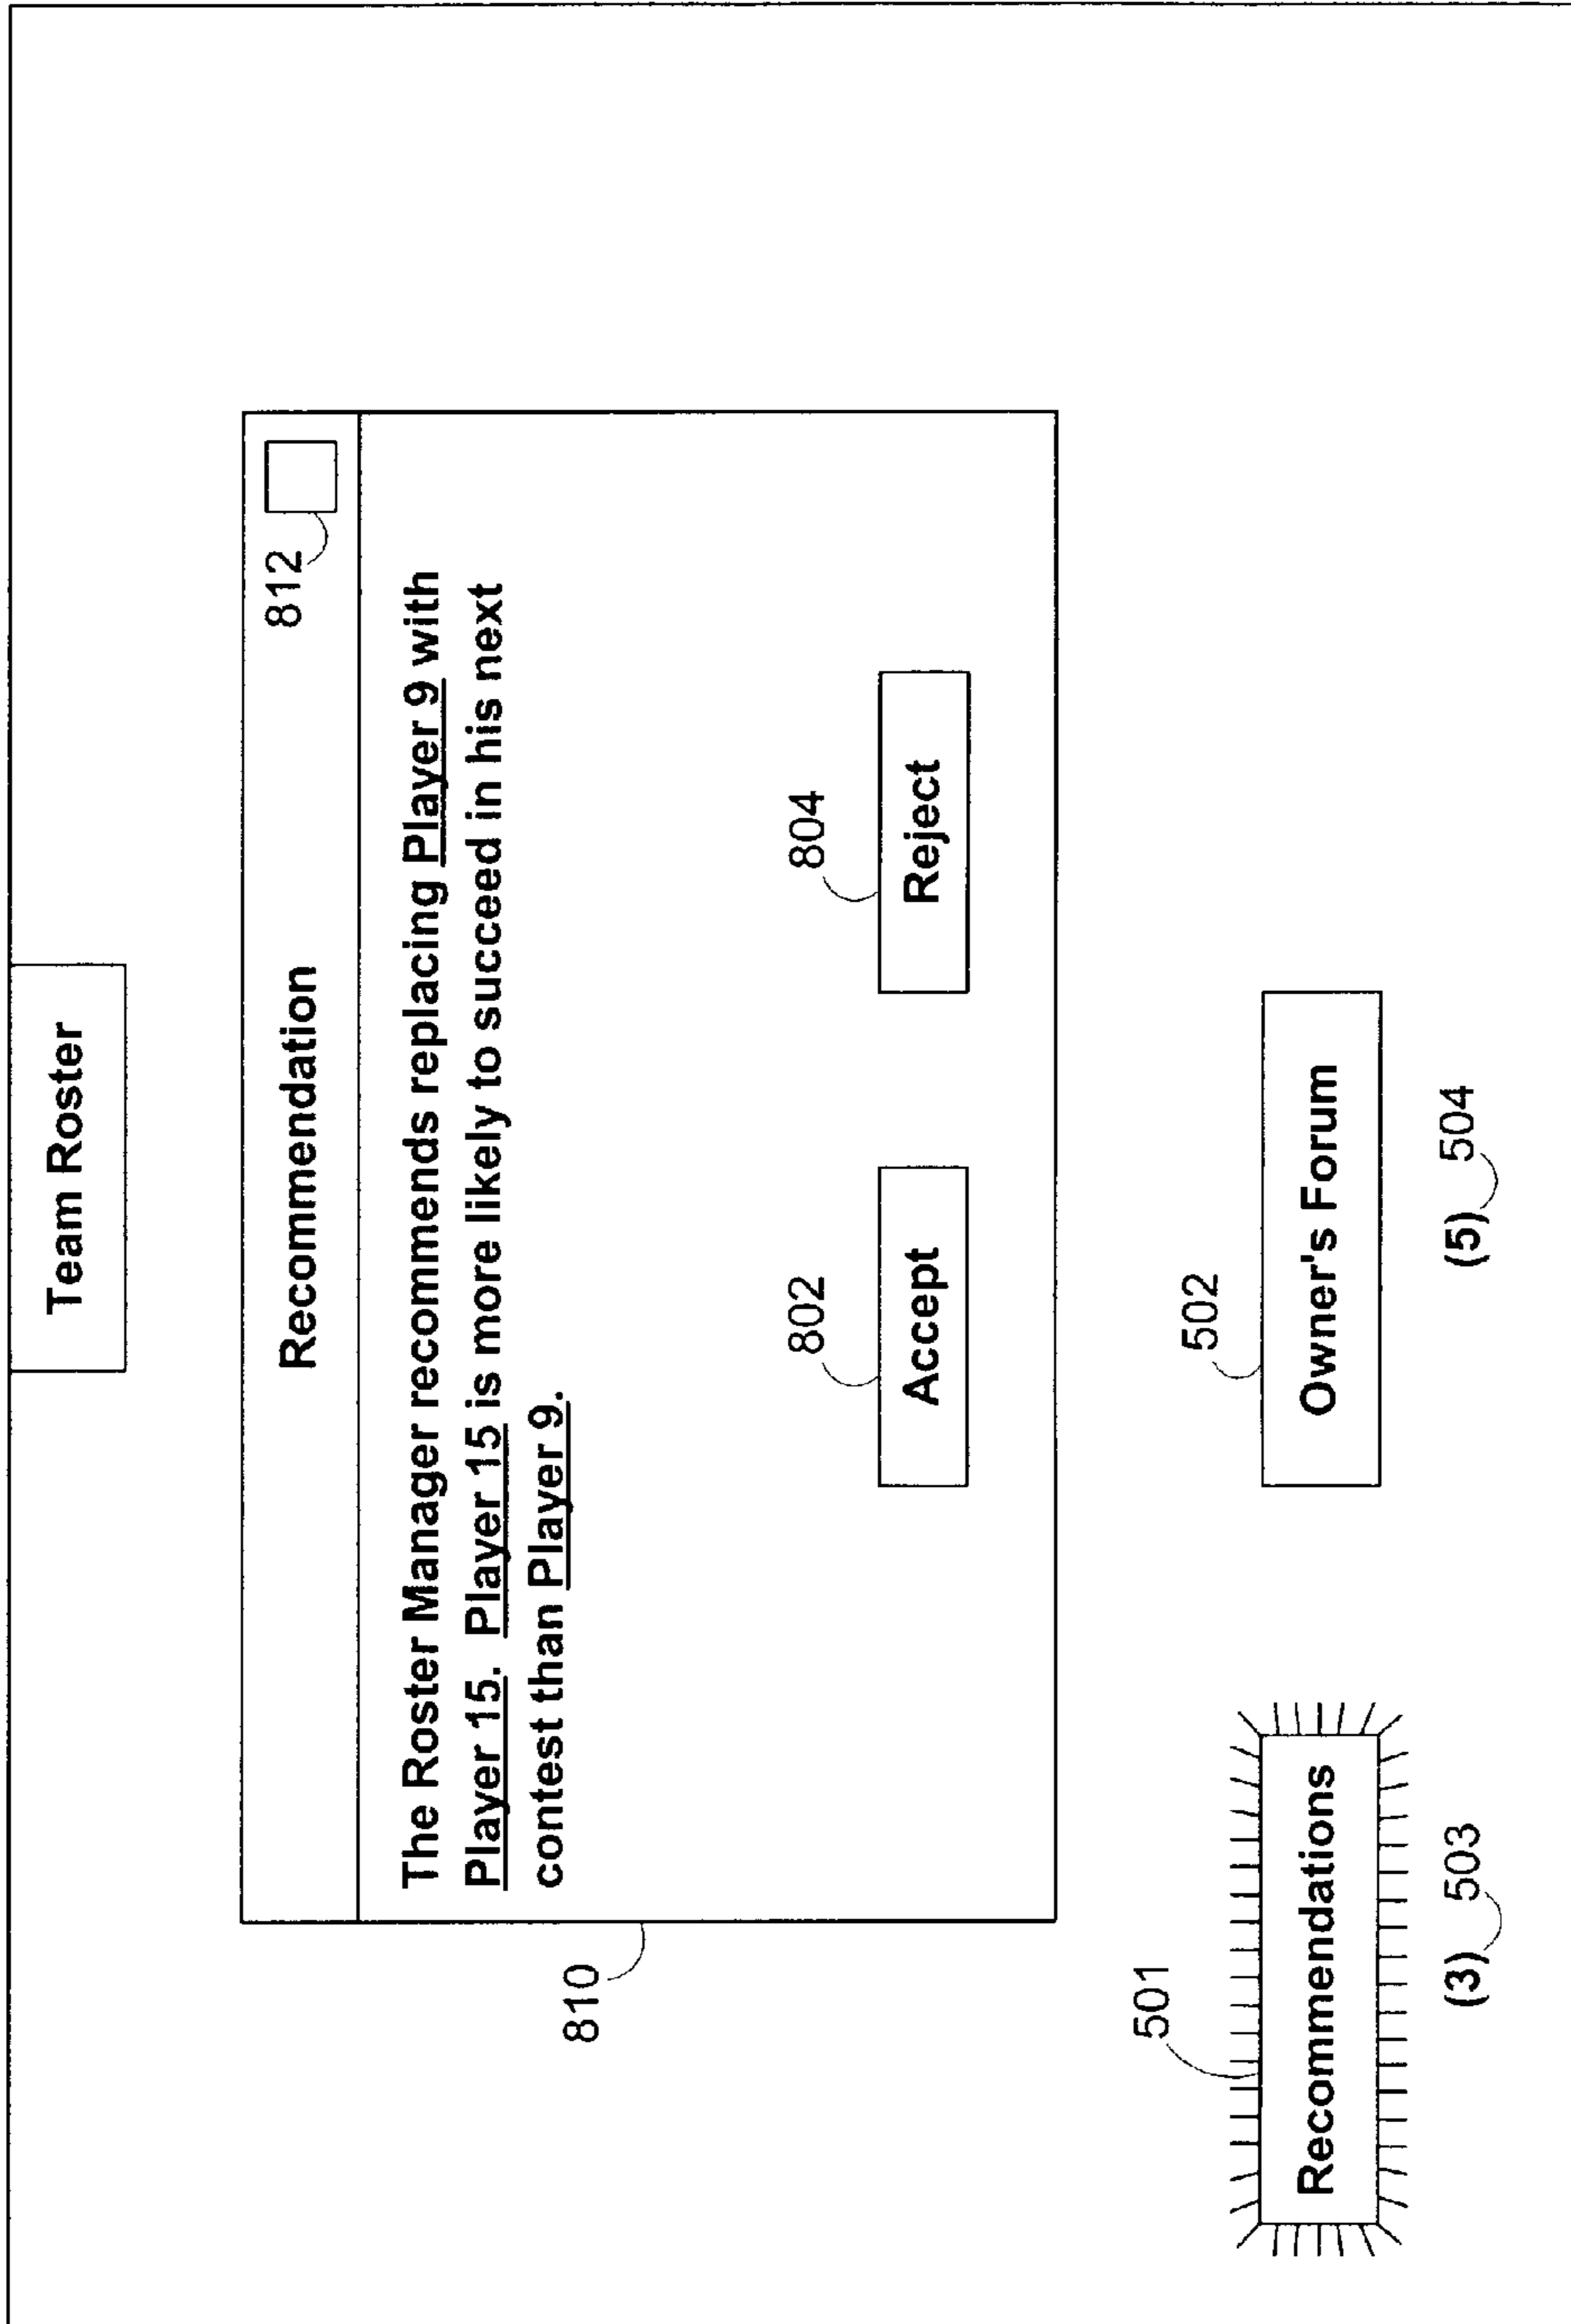 Team Roster
Recommendation
812
The Roster Manager recommends replacing Player 9 with
Player 15. Player 15 is more likely to succeed in his next
contest than Player 9.
810
802
804
Accept
Reject
501
502
Recommendations
Owner's Forum
(3) 503
(5) 504